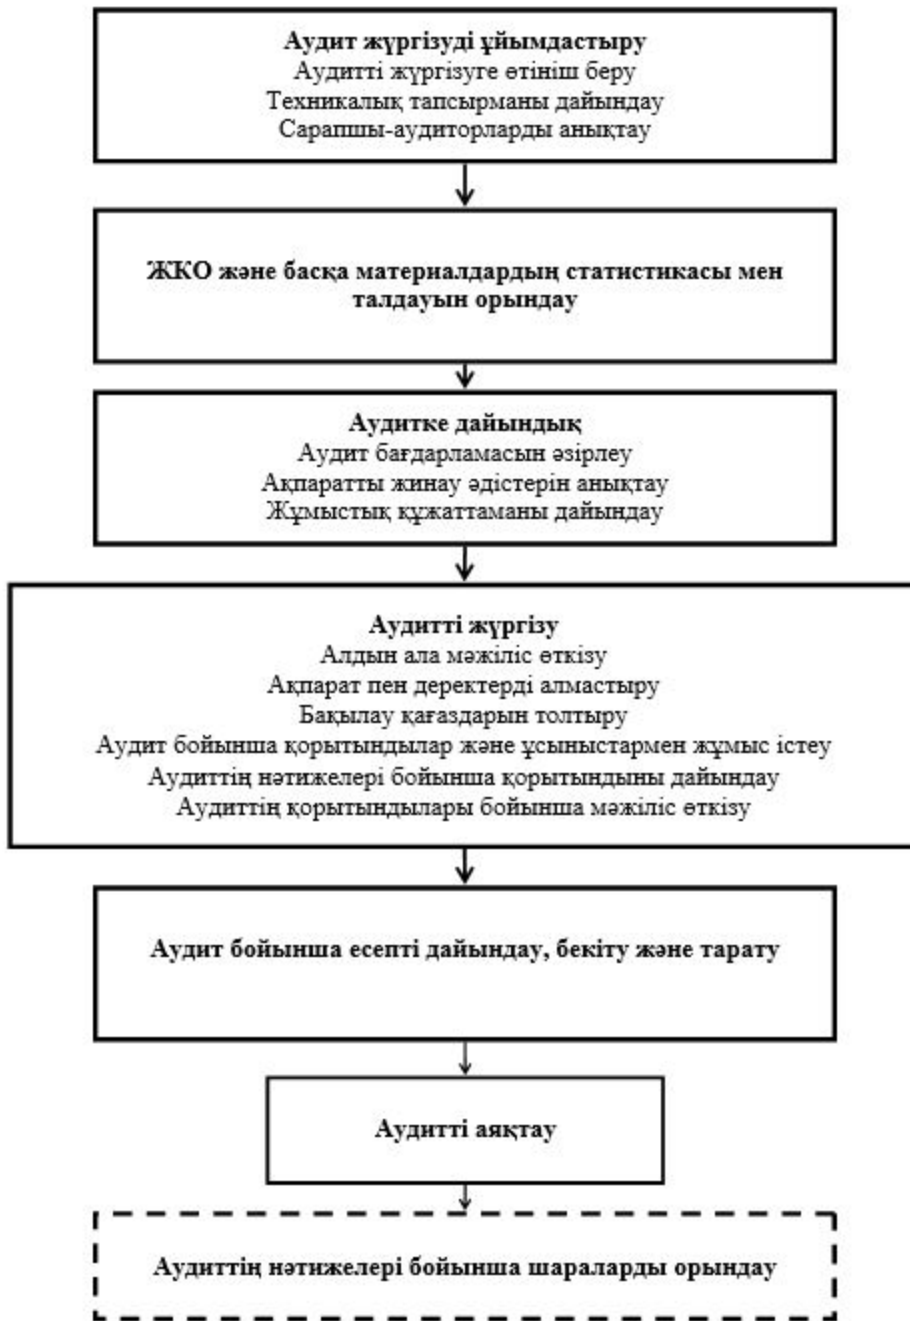 Аудит жүргізуді ұйымдастыру
Аудитті жүргізуге өтініш беру
Техникалық тапсырманы дайындау
Сарапшы-аудиторларды анықтау
ЖКО және басқа материалдардың статистикасы мен
талдауын орындау
Аудитке дайындық
Аудит бағдарламасын әзірлеу
Ақпаратты жинау әдістерін анықтау
Жұмыстық құжаттаманы дайындау
Аудитті жүргізу
Алдын ала мәжіліс өткізу
Ақпарат пен деректерді алмастыру
Бақылау қағаздарын толтыру
Аудит бойынша қорытындылар және ұсыныстармен жұмыс істеу
Аудиттің нәтижелері бойынша қорытындыны дайындау
Аудиттің қорытындылары бойынша мәжіліс өткізу
Аудит бойынша есепті дайындау, бекіту және тарату
Аудитті аяқтау
Аудиттің нәтижелері бойынша шараларды орындау